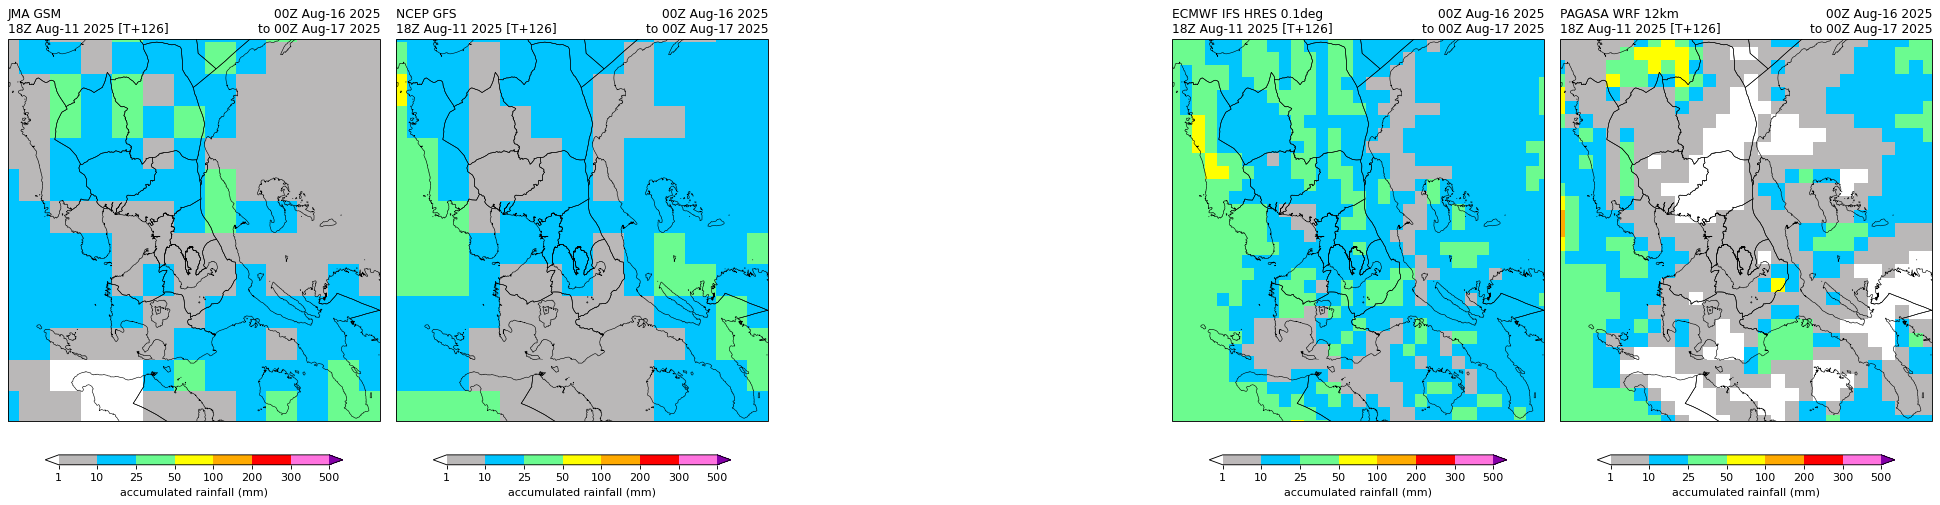 JMA GSM 00Z Aug-16 2025
18Z Aug-11 2025 [T+126] to 00Z Aug-17 2025
1 10 25 50 100 200 300 500
accumulated rainfall (mm)
NCEP GFS 00Z Aug-16 2025
18Z Aug-11 2025 [T+126] to 00Z Aug-17 2025
1 10 25 50 100 200 300 500
accumulated rainfall (mm)
ECMWF IFS HRES 0.1deg 00Z Aug-16 2025
18Z Aug-11 2025 [T+126] to 00Z Aug-17 2025
1 10 25 50 100 200 300 500
accumulated rainfall (mm)
PAGASA WRF 12km 00Z Aug-16 2025
18Z Aug-11 2025 [T+126] to 00Z Aug-17 2025
1 10 25 50 100 200 300 500
accumulated rainfall (mm)